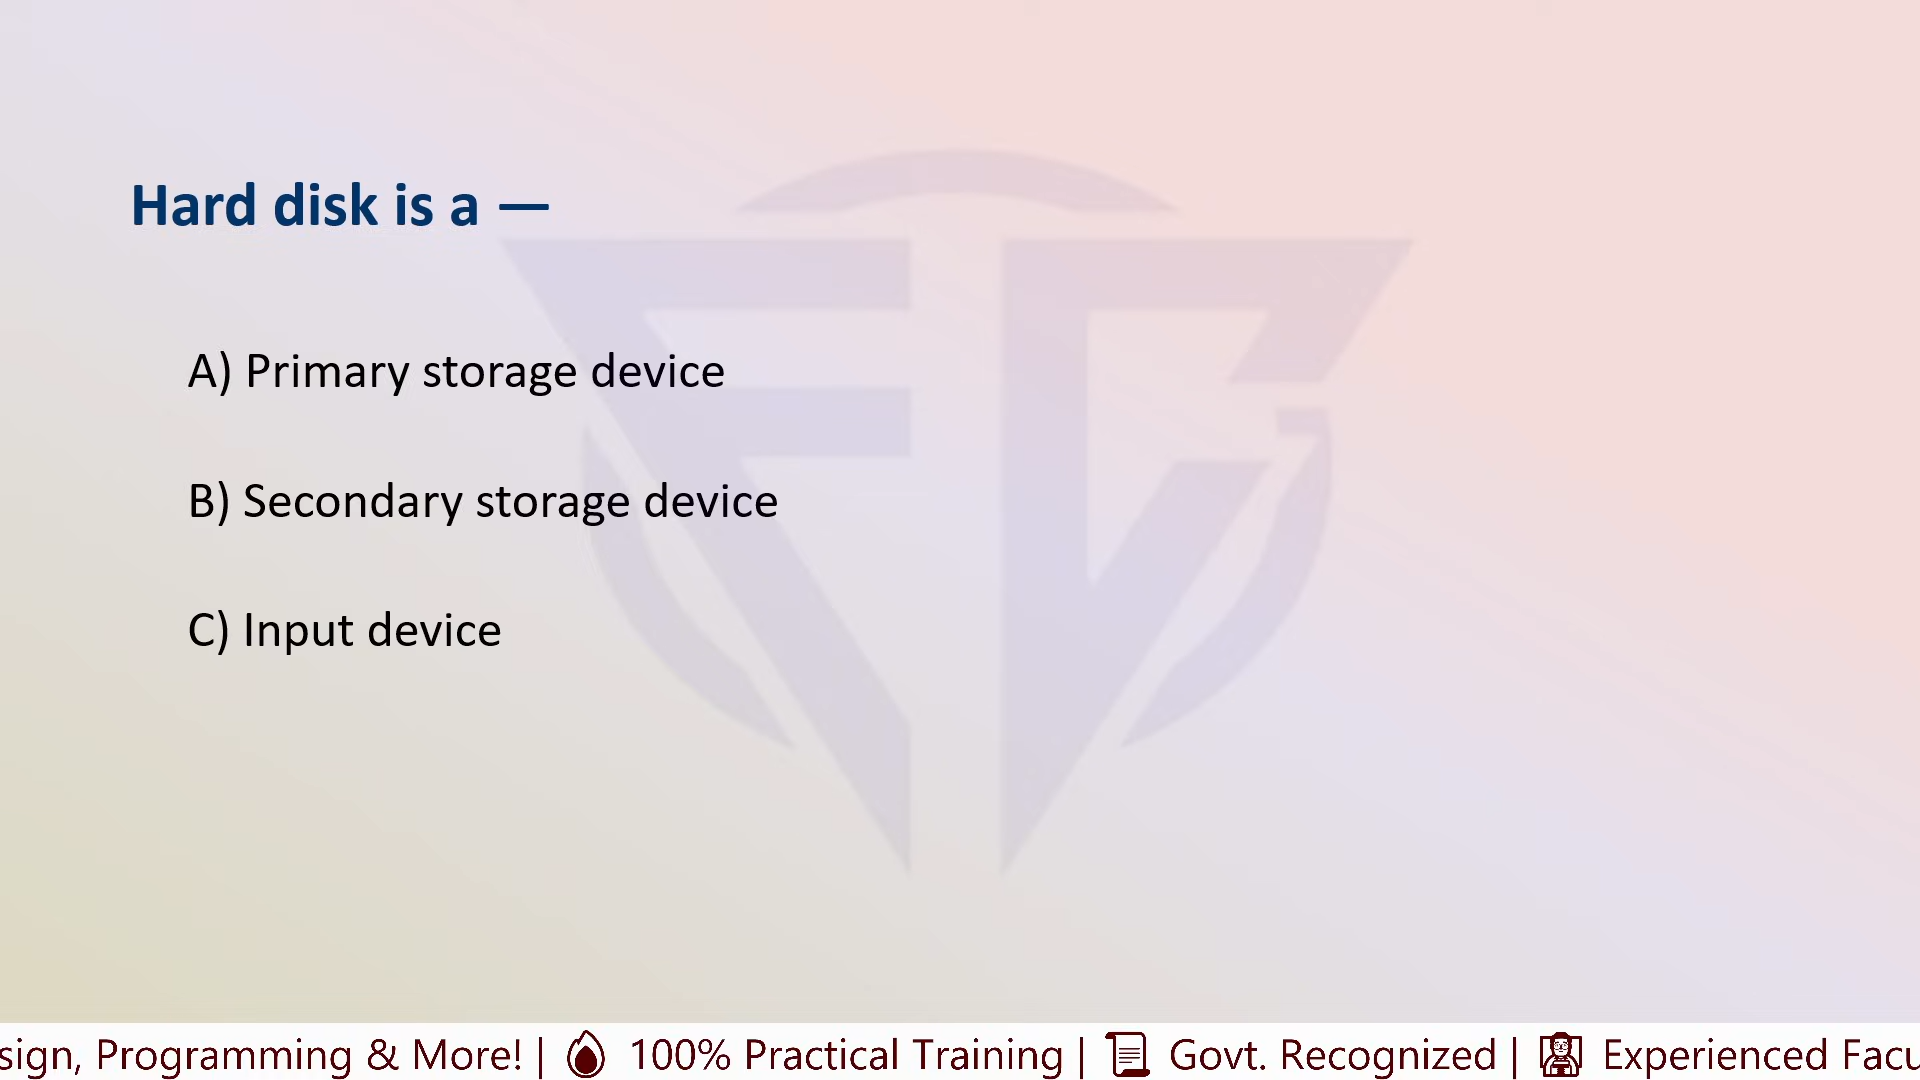 Hard disk is a —
A) Primary storage device
B) Secondary storage device
C) Input device
sign, Programming & More! | 100% Practical Training | Govt. Recognized | Experienced Facu